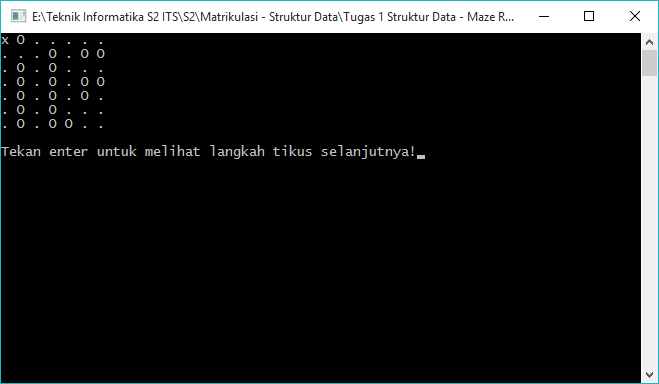 E:\Teknik Informatika S2 ITS\S2\Matrikulasi - Struktur Data\Tugas 1 Struktur Data - Maze R...
x O . . . . .
. . . O . O O
. O . O . . .
. O . O . O O
. O . O . O .
. O . O . . .
. O . O O . .
Tekan enter untuk melihat langkah tikus selanjutnya!